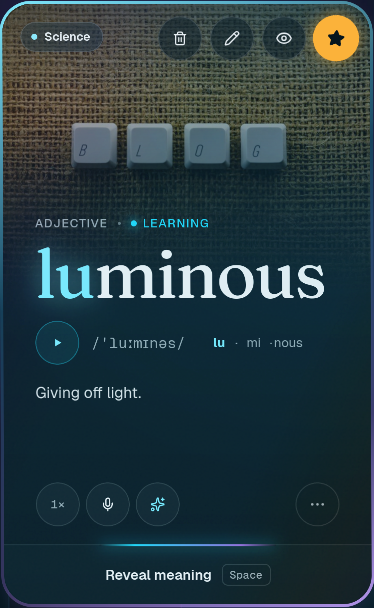 Science
B L O G
ADJECTIVE • LEARNING
luminous
/ˈluːmɪnəs/ lu · mi ·nous
Giving off light.
1×
Reveal meaning Space